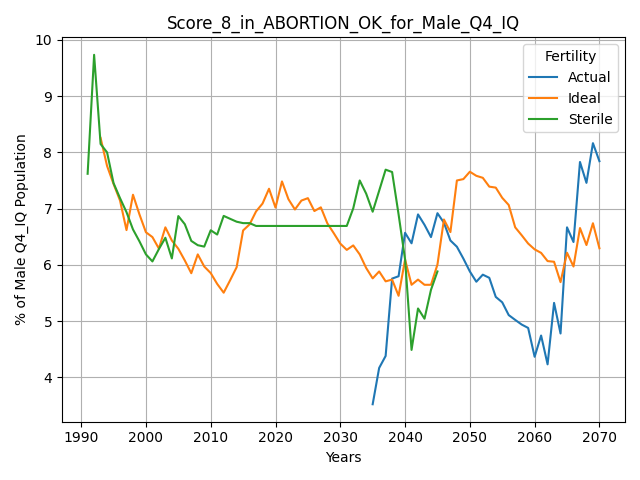 Score_8_in_ABORTION_OK_for_Male_Q4_IQ
% of Male Q4_IQ Population
10
9
8
7
6
5
4
Fertility
Actual
Ideal
Sterile
1990 2000 2010 2020 2030 2040 2050 2060 2070
Years